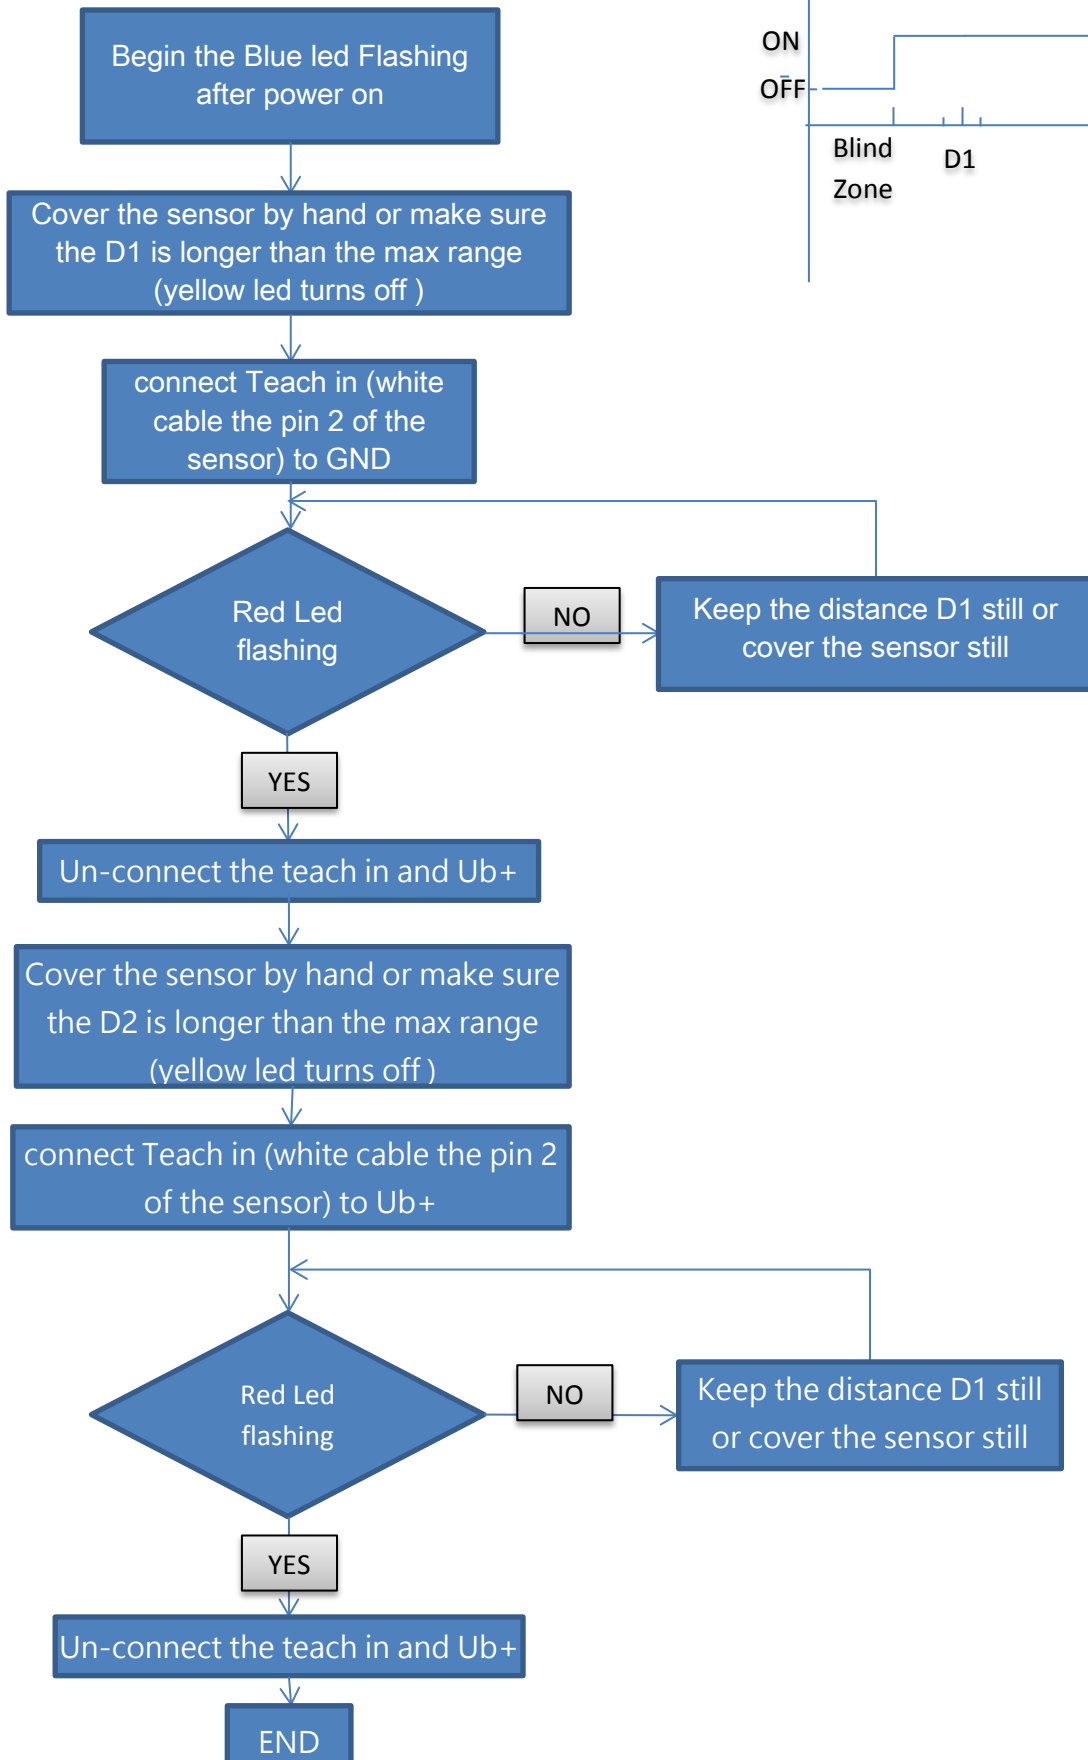 Begin the Blue led Flashing
after power on
ON
OFF
Blind
Zone
D1
Cover the sensor by hand or make sure
the D1 is longer than the max range
(yellow led turns off )
connect Teach in (white
cable the pin 2 of the
sensor) to GND
Red Led
flashing
NO
Keep the distance D1 still or
cover the sensor still
YES
Un-connect the teach in and Ub+
Cover the sensor by hand or make sure
the D2 is longer than the max range
(yellow led turns off )
connect Teach in (white cable the pin 2
of the sensor) to Ub+
Red Led
flashing
NO
Keep the distance D1 still
or cover the sensor still
YES
Un-connect the teach in and Ub+
END